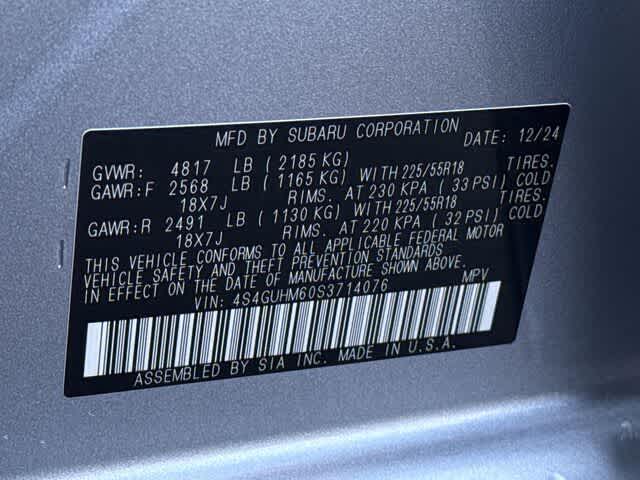 MFD BY SUBARU CORPORATION DATE: 12/24
GVWR: 4817 LB ( 2185 KG)
GAWR:F 2568 LB ( 1165 KG) WITH 225/55R18 TIRES.
18X7J RIMS. AT 230 KPA ( 33 PSI) COLD
GAWR:R 2491 LB ( 1130 KG) WITH 225/55R18 TIRES.
18X7J RIMS. AT 220 KPA ( 32 PSI) COLD
THIS VEHICLE CONFORMS TO ALL APPLICABLE FEDERAL MOTOR
VEHICLE SAFETY AND THEFT PREVENTION STANDARDS
IN EFFECT ON THE DATE OF MANUFACTURE SHOWN ABOVE.
VIN: 4S4GUHM60S3714076 MPV
ASSEMBLED BY SIA INC. MADE IN U.S.A.